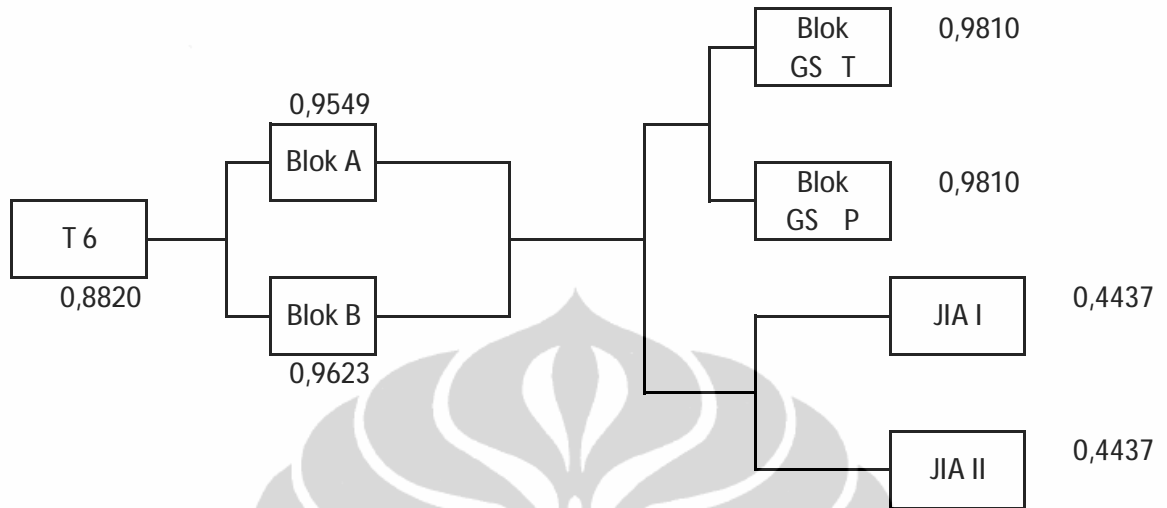 Blok
GS T
0,9810
0,9549
Blok A
Blok
GS P
0,9810
T 6
0,8820
Blok B
0,9623
JIA I
0,4437
JIA II
0,4437